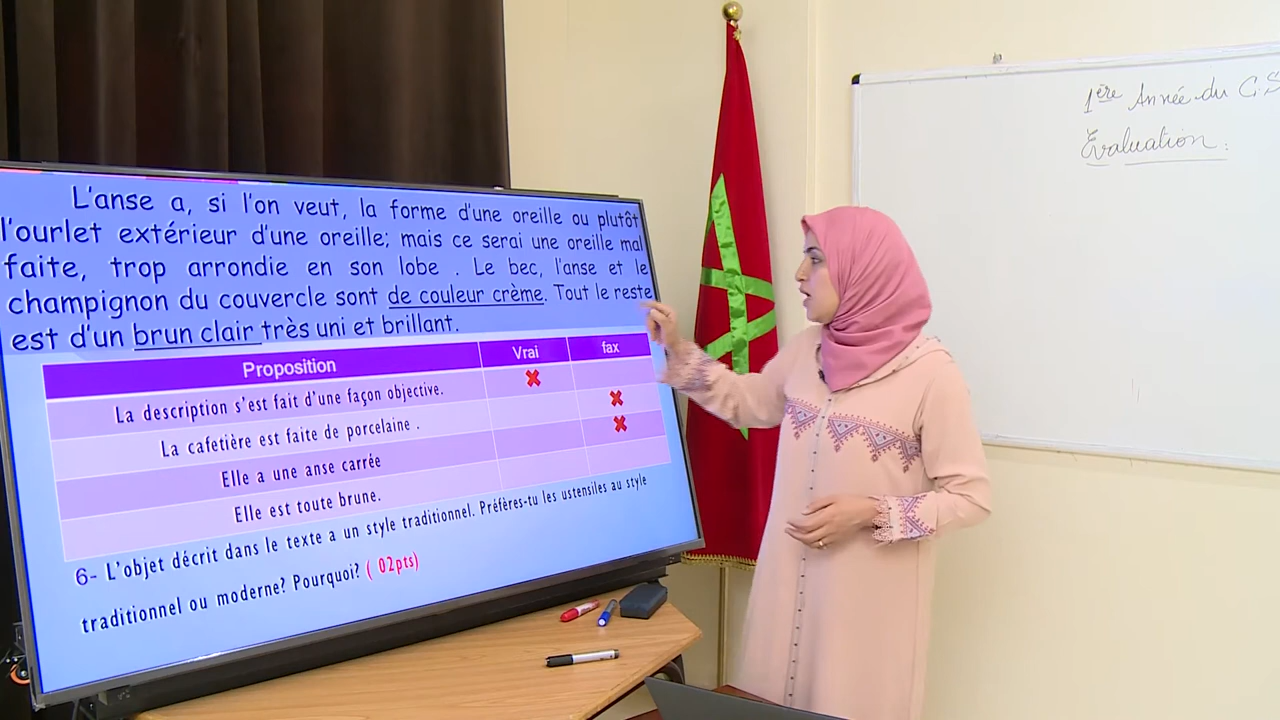 L'anse a, si l'on veut, la forme d'une oreille ou plutôt
l'ourlet extérieur d'une oreille; mais ce serai une oreille mal
faite, trop arrondie en son lobe . Le bec, l'anse et le
champignon du couvercle sont de couleur crème. Tout le reste
est d'un brun clair très uni et brillant.
Proposition Vrai fax
La description s'est fait d'une façon objective.
La cafetière est faite de porcelaine .
Elle a une anse carrée
Elle est toute brune.
6- L'objet décrit dans le texte a un style traditionnel. Préfères-tu les ustensiles au style
traditionnel ou moderne? Pourquoi? ( 02pts)
1ère Année du C.S
Evaluation :